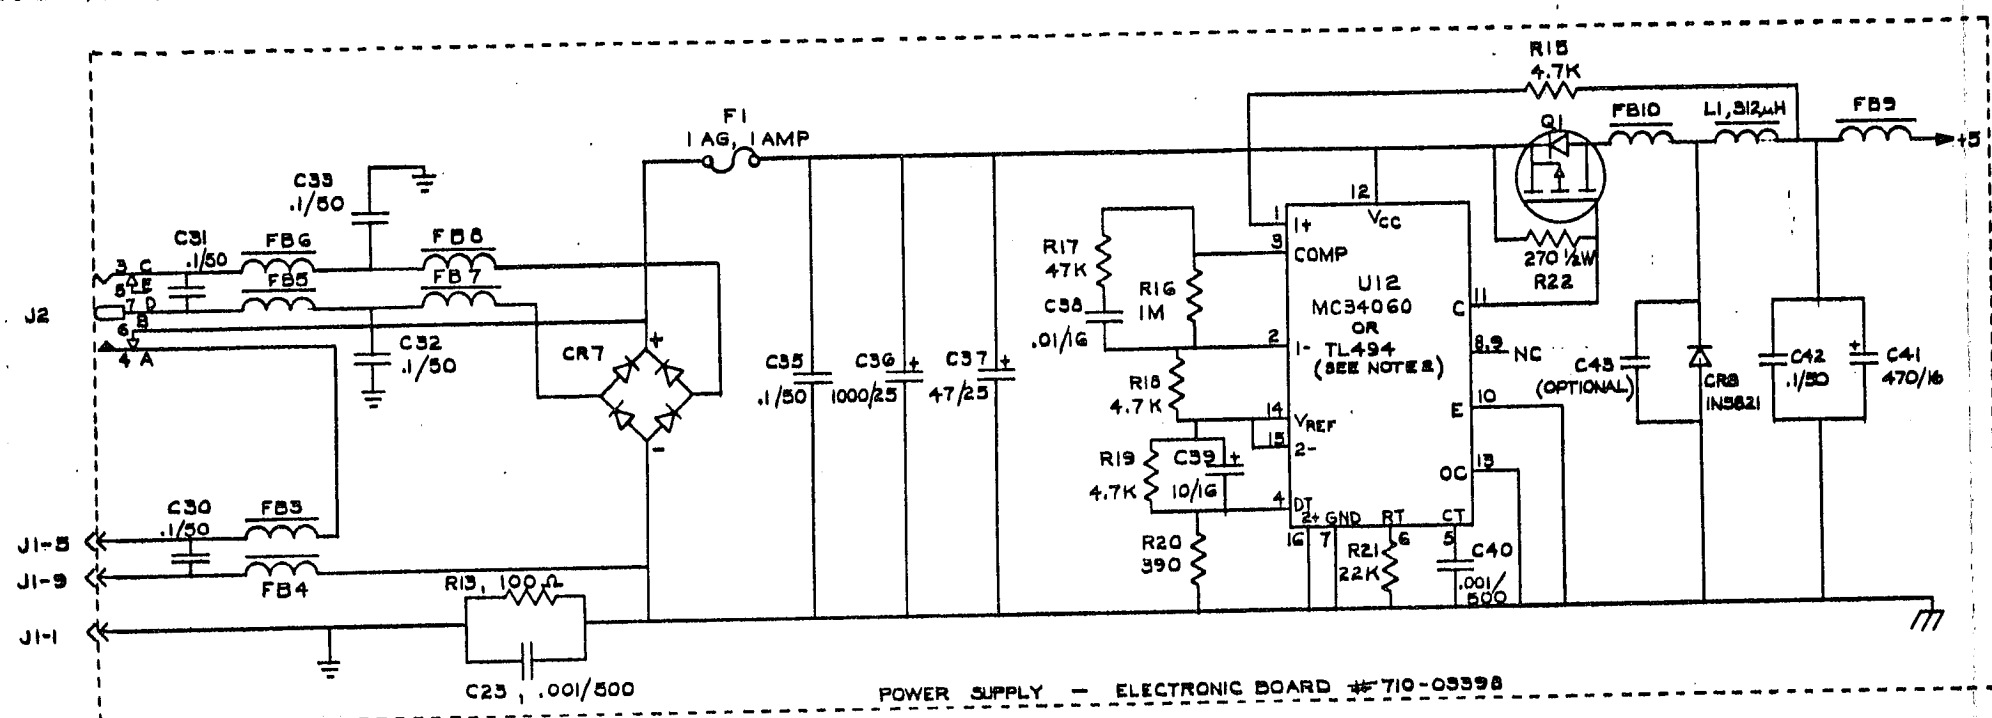 R15
4.7K
F1
1 AG, 1 AMP
Q1
FB10
L1, 312µH
FB9
+5
C33
.1/50
C31
.1/50
FB6
FB8
FB5
FB7
3 C
5 E
7 D
6 B
4 A
J2
C32
.1/50
CR7
+
-
C35
.1/50
C36 +
1000/25
C37 +
47/25
R17
47K
C38
.01/16
R16
1M
R18
4.7K
R19
4.7K
C39 +
10/16
R20
390
12
VCC
1
1+
3
COMP
U12
MC34060
OR
TL494
(SEE NOTE 2)
2
1-
14
VREF
15
2-
4
DT
2+
GND
RT
CT
16
7
6
5
R21
22K
C40
.001/
500
11
C
8,9
NC
10
E
13
OC
270 ½W
R22
C43
(OPTIONAL)
CR8
1N5821
C42
.1/50
+ C41
470/16
C30
.1/50
FB3
FB4
J1-5
J1-9
J1-1
R13, 100Ω
C23, .001/500
POWER SUPPLY — ELECTRONIC BOARD # 710-03398